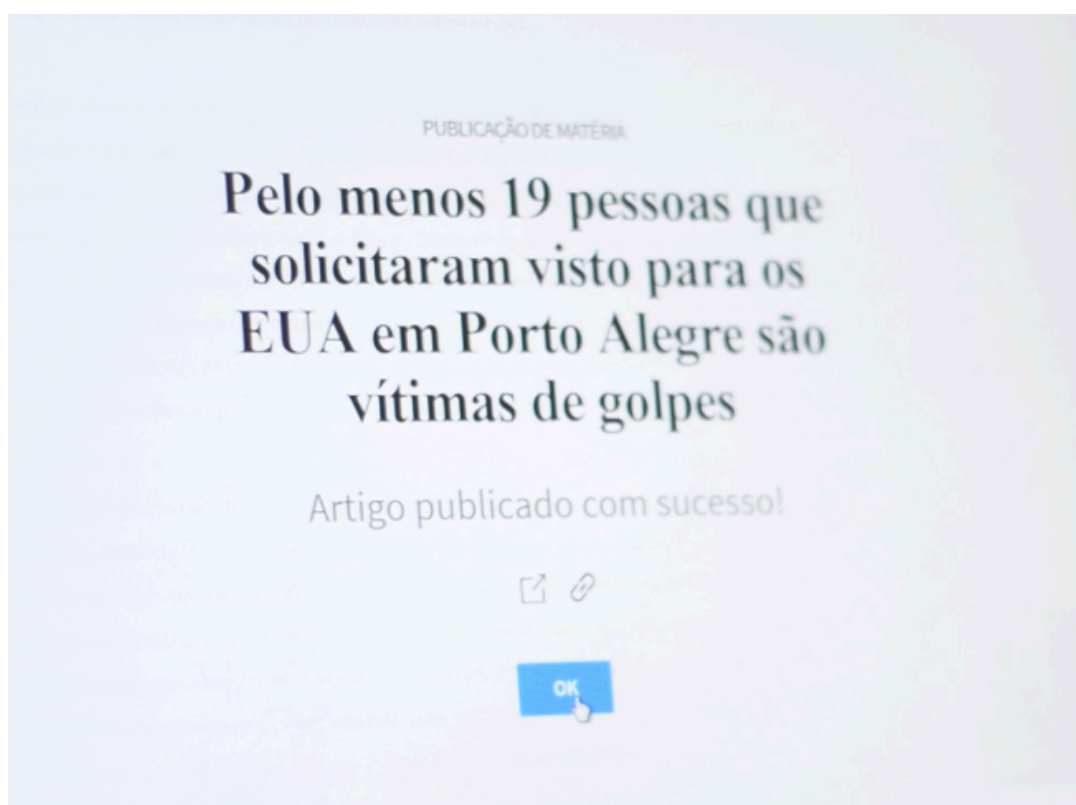 PUBLICAÇÃO DE MATÉRIA
Pelo menos 19 pessoas que
solicitaram visto para os
EUA em Porto Alegre são
vítimas de golpes
Artigo publicado com sucesso!
OK